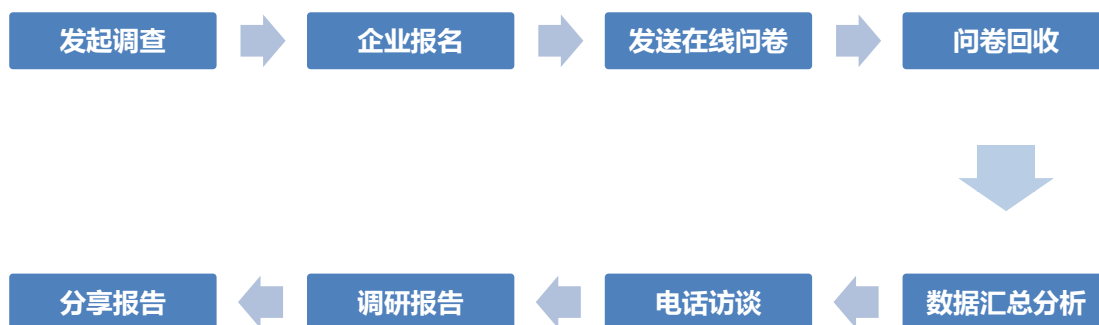 发起调查
企业报名
发送在线问卷
问卷回收
数据汇总分析
电话访谈
调研报告
分享报告